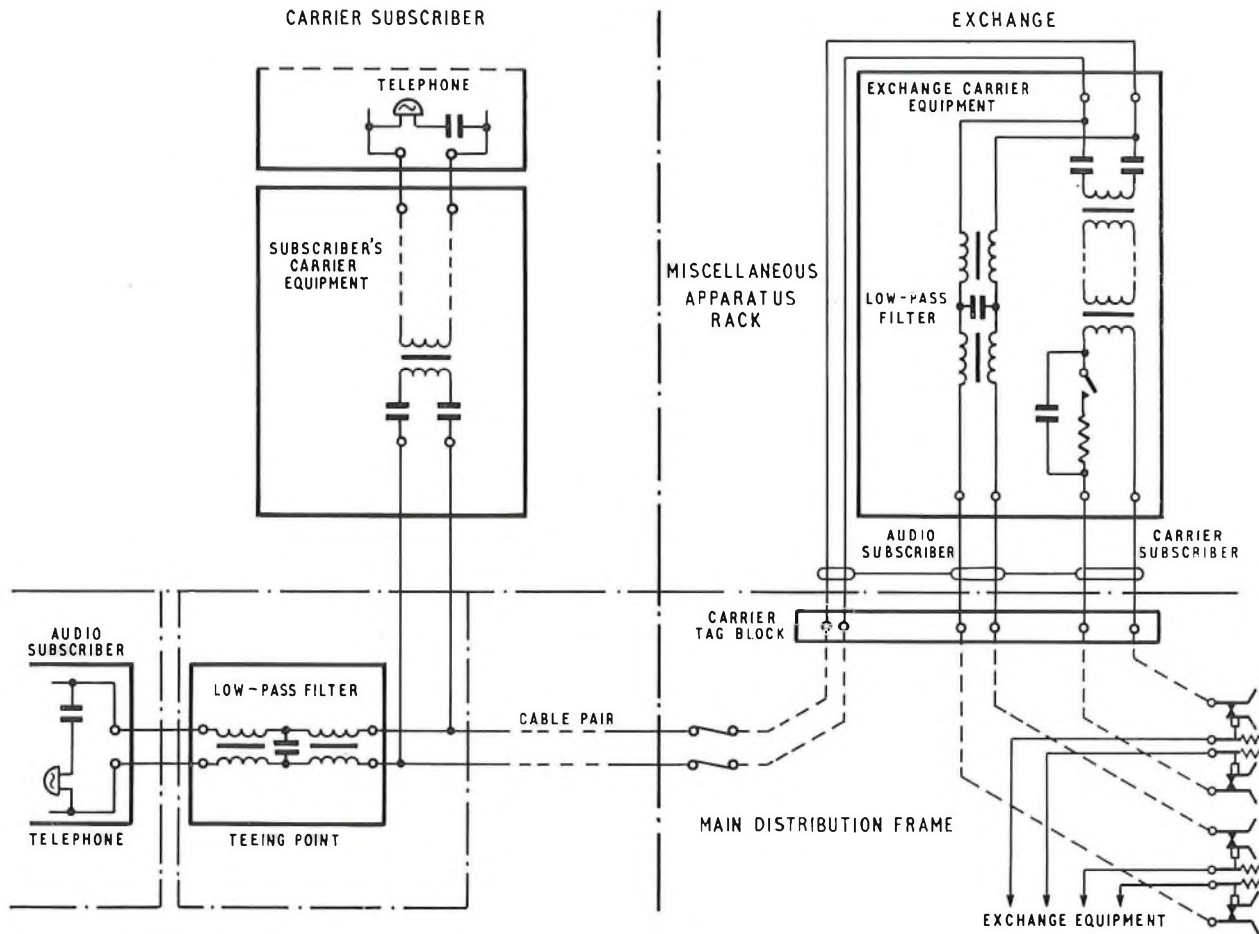 CARRIER SUBSCRIBER
EXCHANGE
TELEPHONE
EXCHANGE CARRIER
EQUIPMENT
SUBSCRIBER'S
CARRIER
EQUIPMENT
MISCELLANEOUS
APPARATUS
RACK
LOW-PASS
FILTER
AUDIO
SUBSCRIBER
CARRIER
SUBSCRIBER
CARRIER
TAG BLOCK
AUDIO
SUBSCRIBER
LOW-PASS FILTER
CABLE PAIR
TELEPHONE
TEEING POINT
MAIN DISTRIBUTION FRAME
EXCHANGE EQUIPMENT